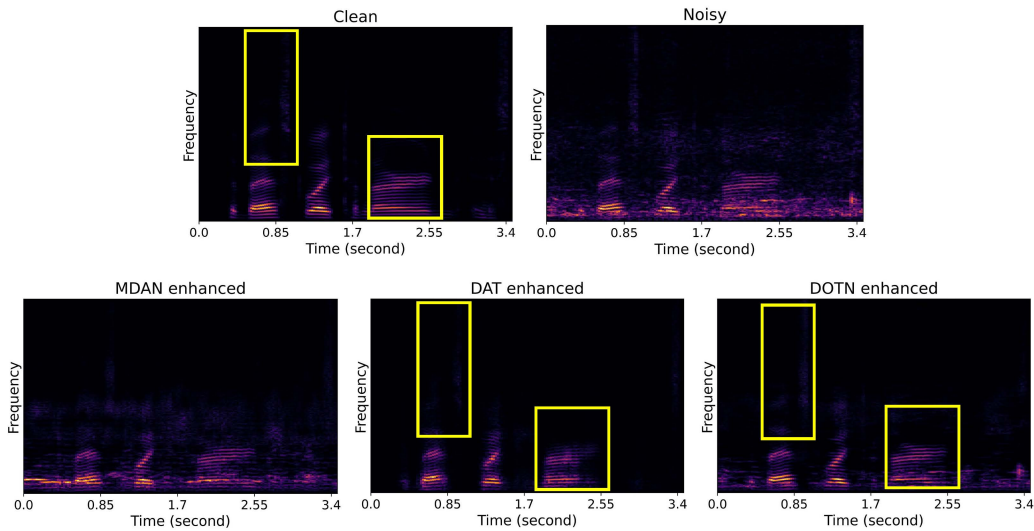 Clean
Noisy
Frequency
0.0 0.85 1.7 2.55 3.4
Time (second)
Frequency
0.0 0.85 1.7 2.55 3.4
Time (second)
MDAN enhanced
DAT enhanced
DOTN enhanced
Frequency
0.0 0.85 1.7 2.55 3.4
Time (second)
Frequency
0.0 0.85 1.7 2.55 3.4
Time (second)
Frequency
0.0 0.85 1.7 2.55 3.4
Time (second)